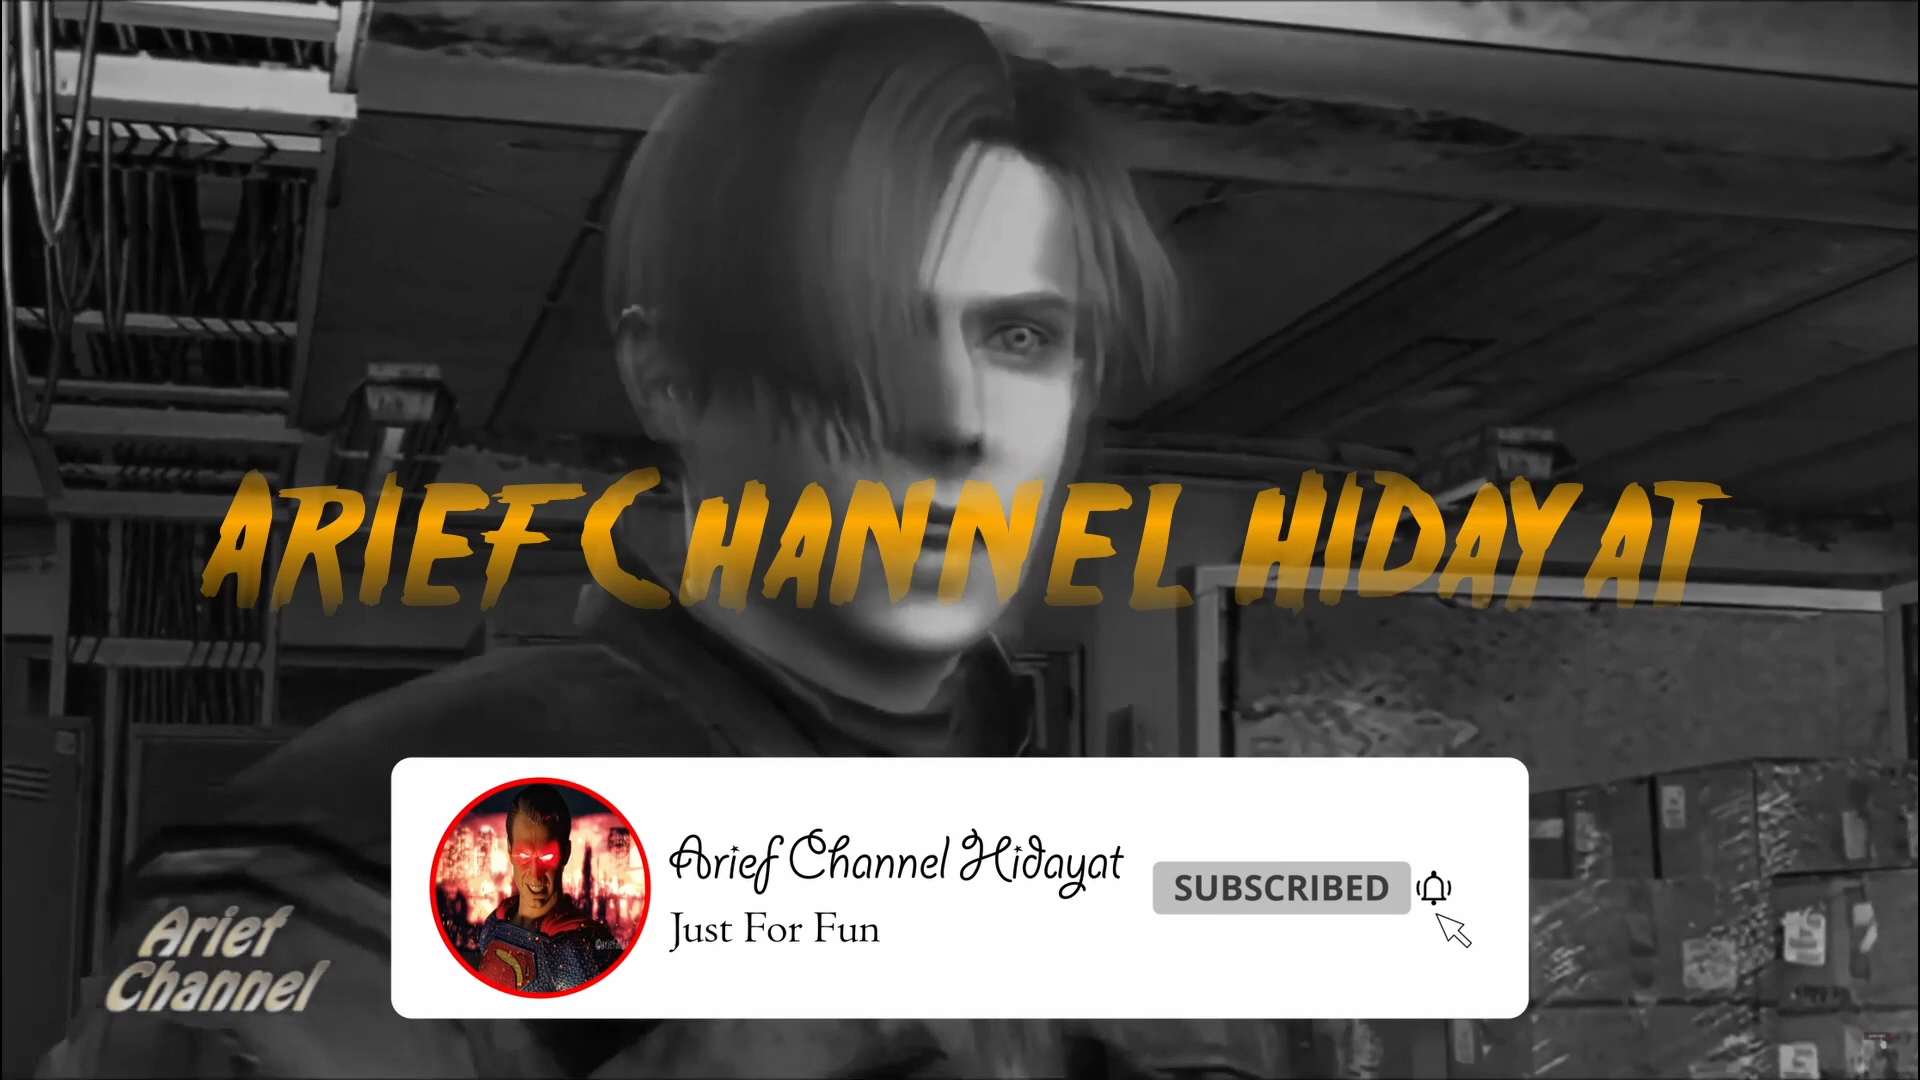 ARIEF CHANNEL HIDAYAT
Arief Channel Hidayat
Just For Fun
SUBSCRIBED
Arief
Channel